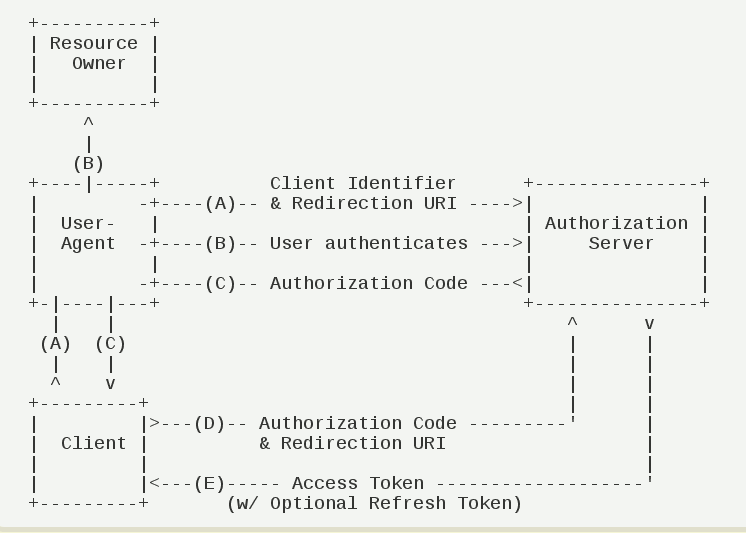 +----------+
| Resource |
|   Owner  |
|          |
+----------+
     ^
     |
    (B)
+----|-----+          Client Identifier      +---------------+
|         -+----(A)-- & Redirection URI ---->|               |
|  User-   |                                 | Authorization |
|  Agent  -+----(B)-- User authenticates --->|     Server    |
|          |                                 |               |
|         -+----(C)-- Authorization Code ---<|               |
+-|----|---+                                 +---------------+
  |    |                                         ^      v
 (A)  (C)                                        |      |
  |    |                                         |      |
  ^    v                                         |      |
+---------+                                      |      |
|         |>---(D)-- Authorization Code ---------'      |
|  Client |          & Redirection URI                  |
|         |                                             |
|         |<---(E)----- Access Token -------------------'
+---------+       (w/ Optional Refresh Token)